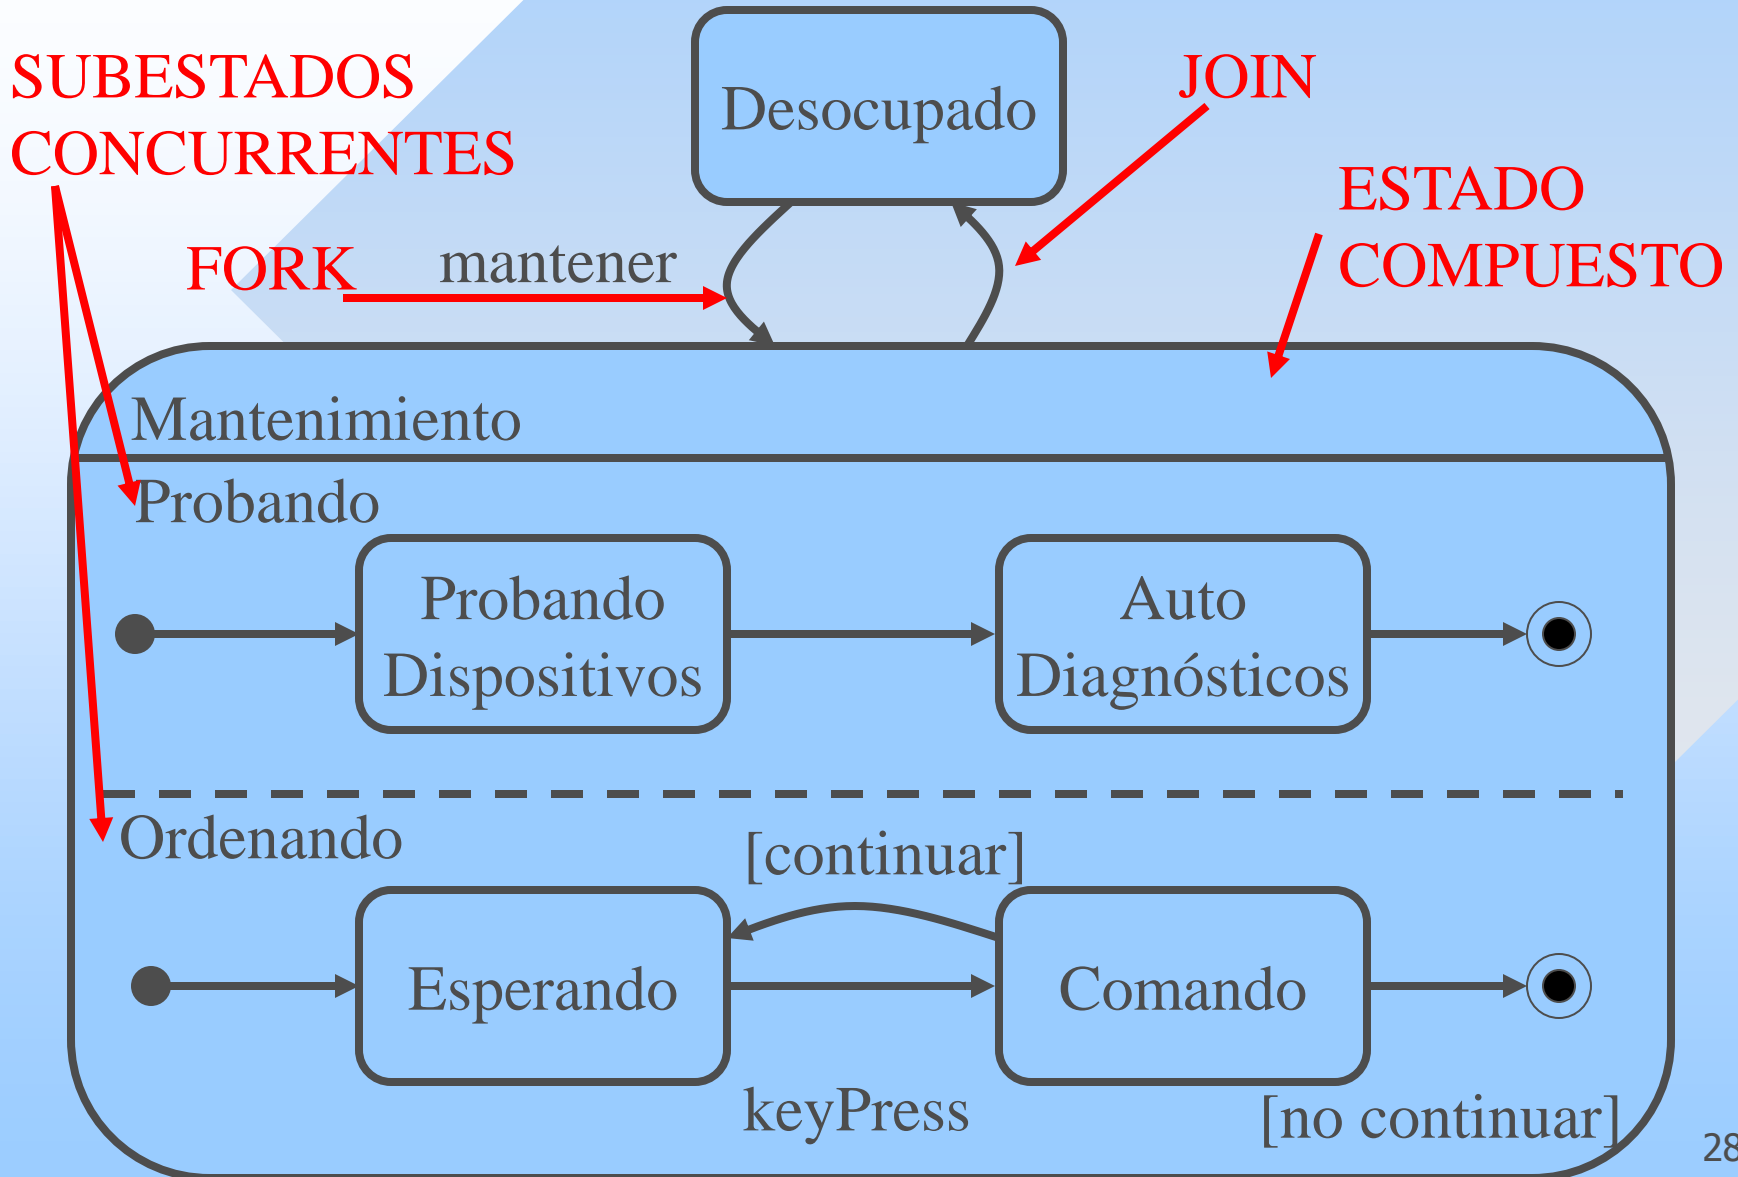 SUBESTADOS
CONCURRENTES
Desocupado
JOIN
ESTADO
COMPUESTO
FORK
mantener
Mantenimiento
Probando
Probando
Dispositivos
Auto
Diagnósticos
Ordenando
[continuar]
Esperando
Comando
keyPress
[no continuar]
28